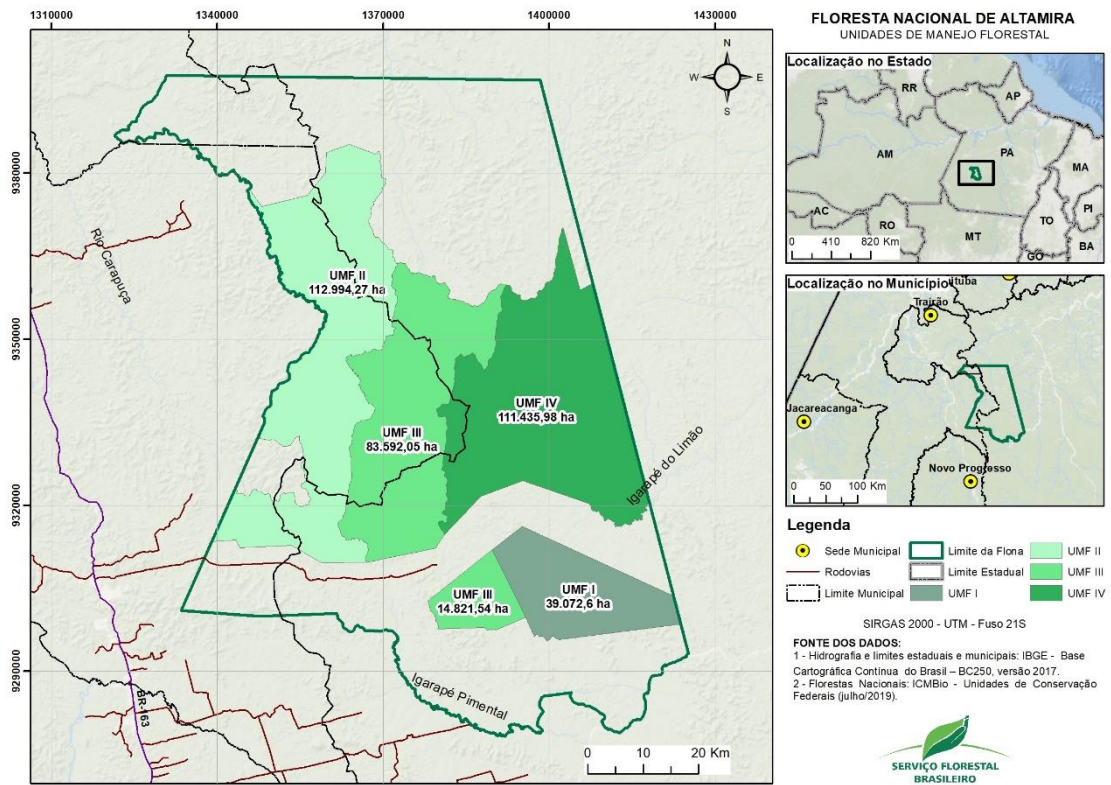 1310000
1340000
1370000
1400000
1430000
9380000
9350000
9320000
9290000
N
W
E
S
Rio Carapuça
UMF II
112.994,27 ha
UMF IV
111.435,98 ha
UMF III
83.592,05 ha
Igarapé do Limão
UMF III
14.821,54 ha
UMF I
39.072,6 ha
Igarapé Pimental
BR-163
0 10 20 Km
FLORESTA NACIONAL DE ALTAMIRA
UNIDADES DE MANEJO FLORESTAL
Localização no Estado
RR
AP
AM
PA
MA
AC
RO
MT
TO
PI
BA
GO
0 410 820 Km
Localização no Município
ituba
Trairão
Jacareacanga
Novo Progresso
0 50 100 Km
Legenda
Sede Municipal
Rodovias
Limite Municipal
Limite da Flona
Limite Estadual
UMF I
UMF II
UMF III
UMF IV
SIRGAS 2000 - UTM - Fuso 21S
FONTE DOS DADOS:
1 - Hidrografia e limites estaduais e municipais: IBGE - Base
Cartográfica Contínua do Brasil – BC250, versão 2017.
2 - Florestas Nacionais: ICMBio - Unidades de Conservação
Federais (julho/2019).
SERVIÇO FLORESTAL
BRASILEIRO